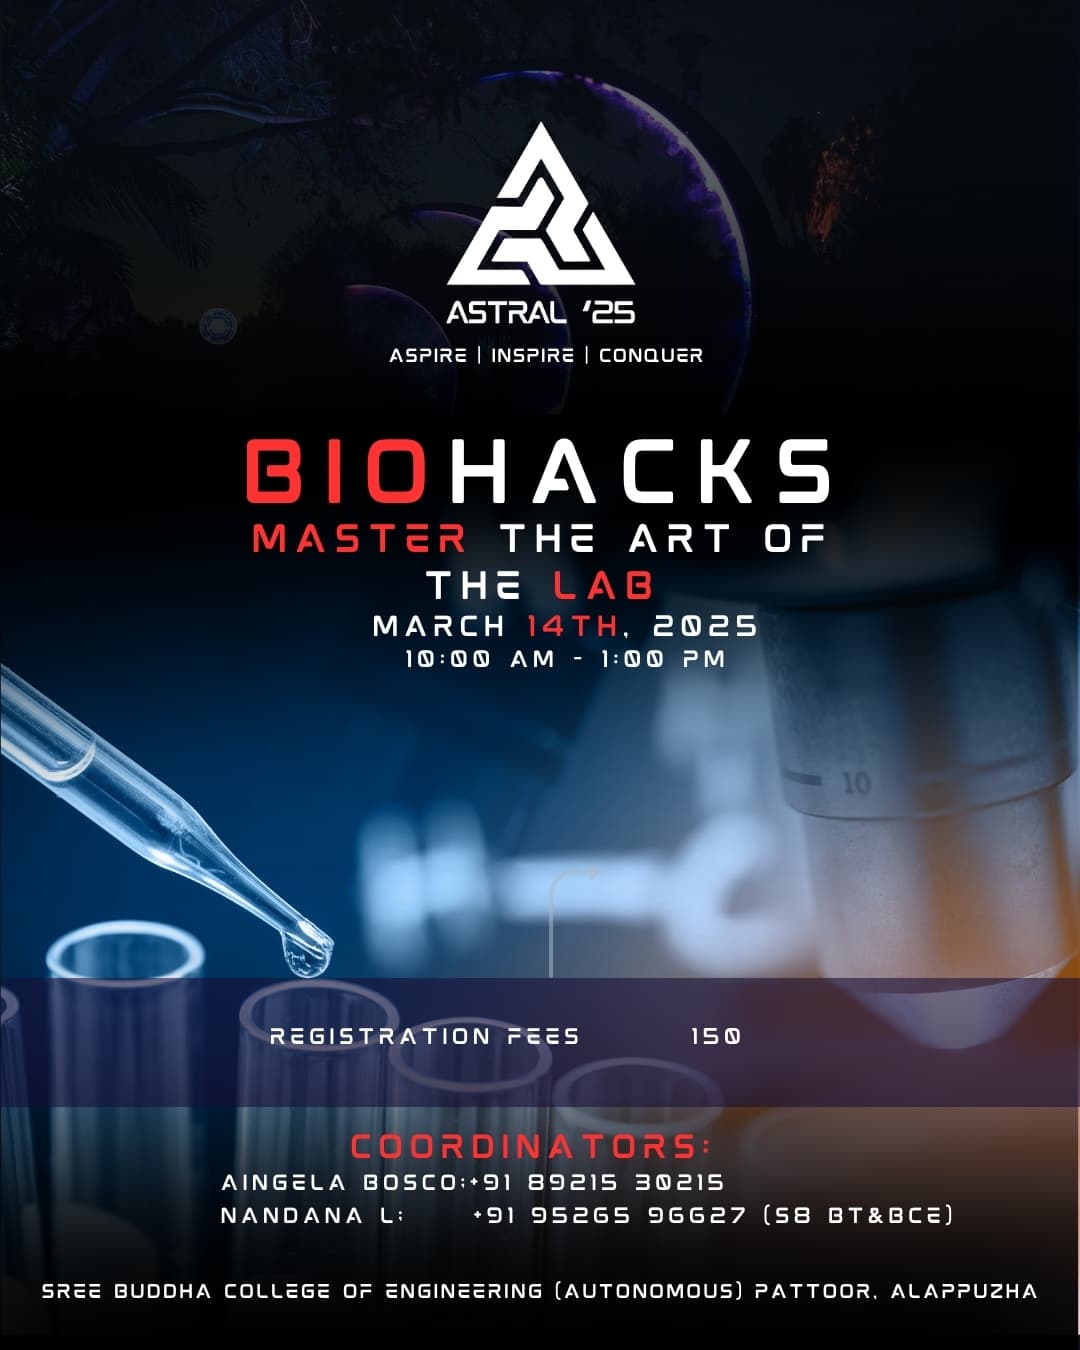 ASTRAL '25
ASPIRE | INSPIRE | CONQUER
BIOHACKS
MASTER THE ART OF
THE LAB
MARCH 14TH, 2025
10:00 AM - 1:00 PM
10
REGISTRATION FEES 150
COORDINATORS:
AINGELA BOSCO:+91 89215 30215
NANDANA L: +91 95265 96627 (S8 BT&BCE)
SREE BUDDHA COLLEGE OF ENGINEERING (AUTONOMOUS) PATTOOR, ALAPPUZHA